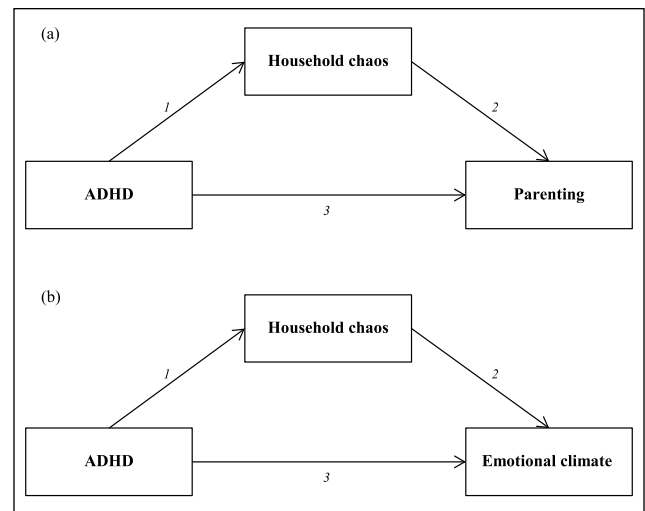 (a)
Household chaos
1
2
ADHD
Parenting
3
(b)
Household chaos
1
2
ADHD
Emotional climate
3